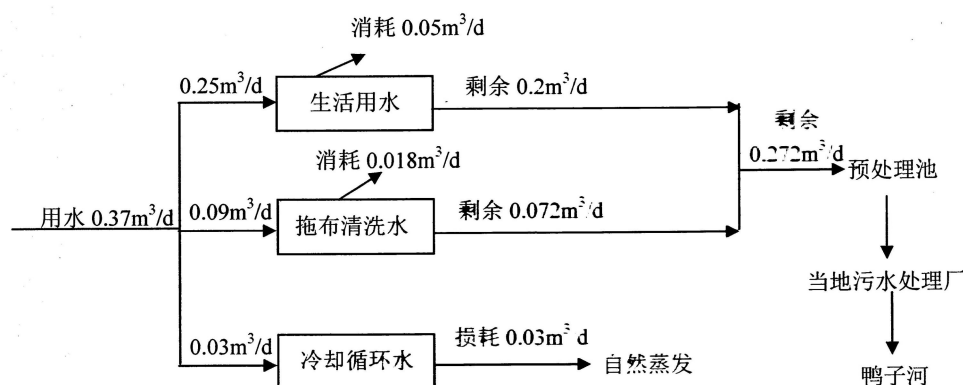 消耗 0.05m³/d
0.25m³/d
生活用水
剩余 0.2m³/d
剩余
0.272m³/d
预处理池
消耗 0.018m³/d
用水 0.37m³/d
0.09m³/d
拖布清洗水
剩余 0.072m³/d
当地污水处理厂
0.03m³/d
冷却循环水
损耗 0.03m³ d
自然蒸发
鸭子河